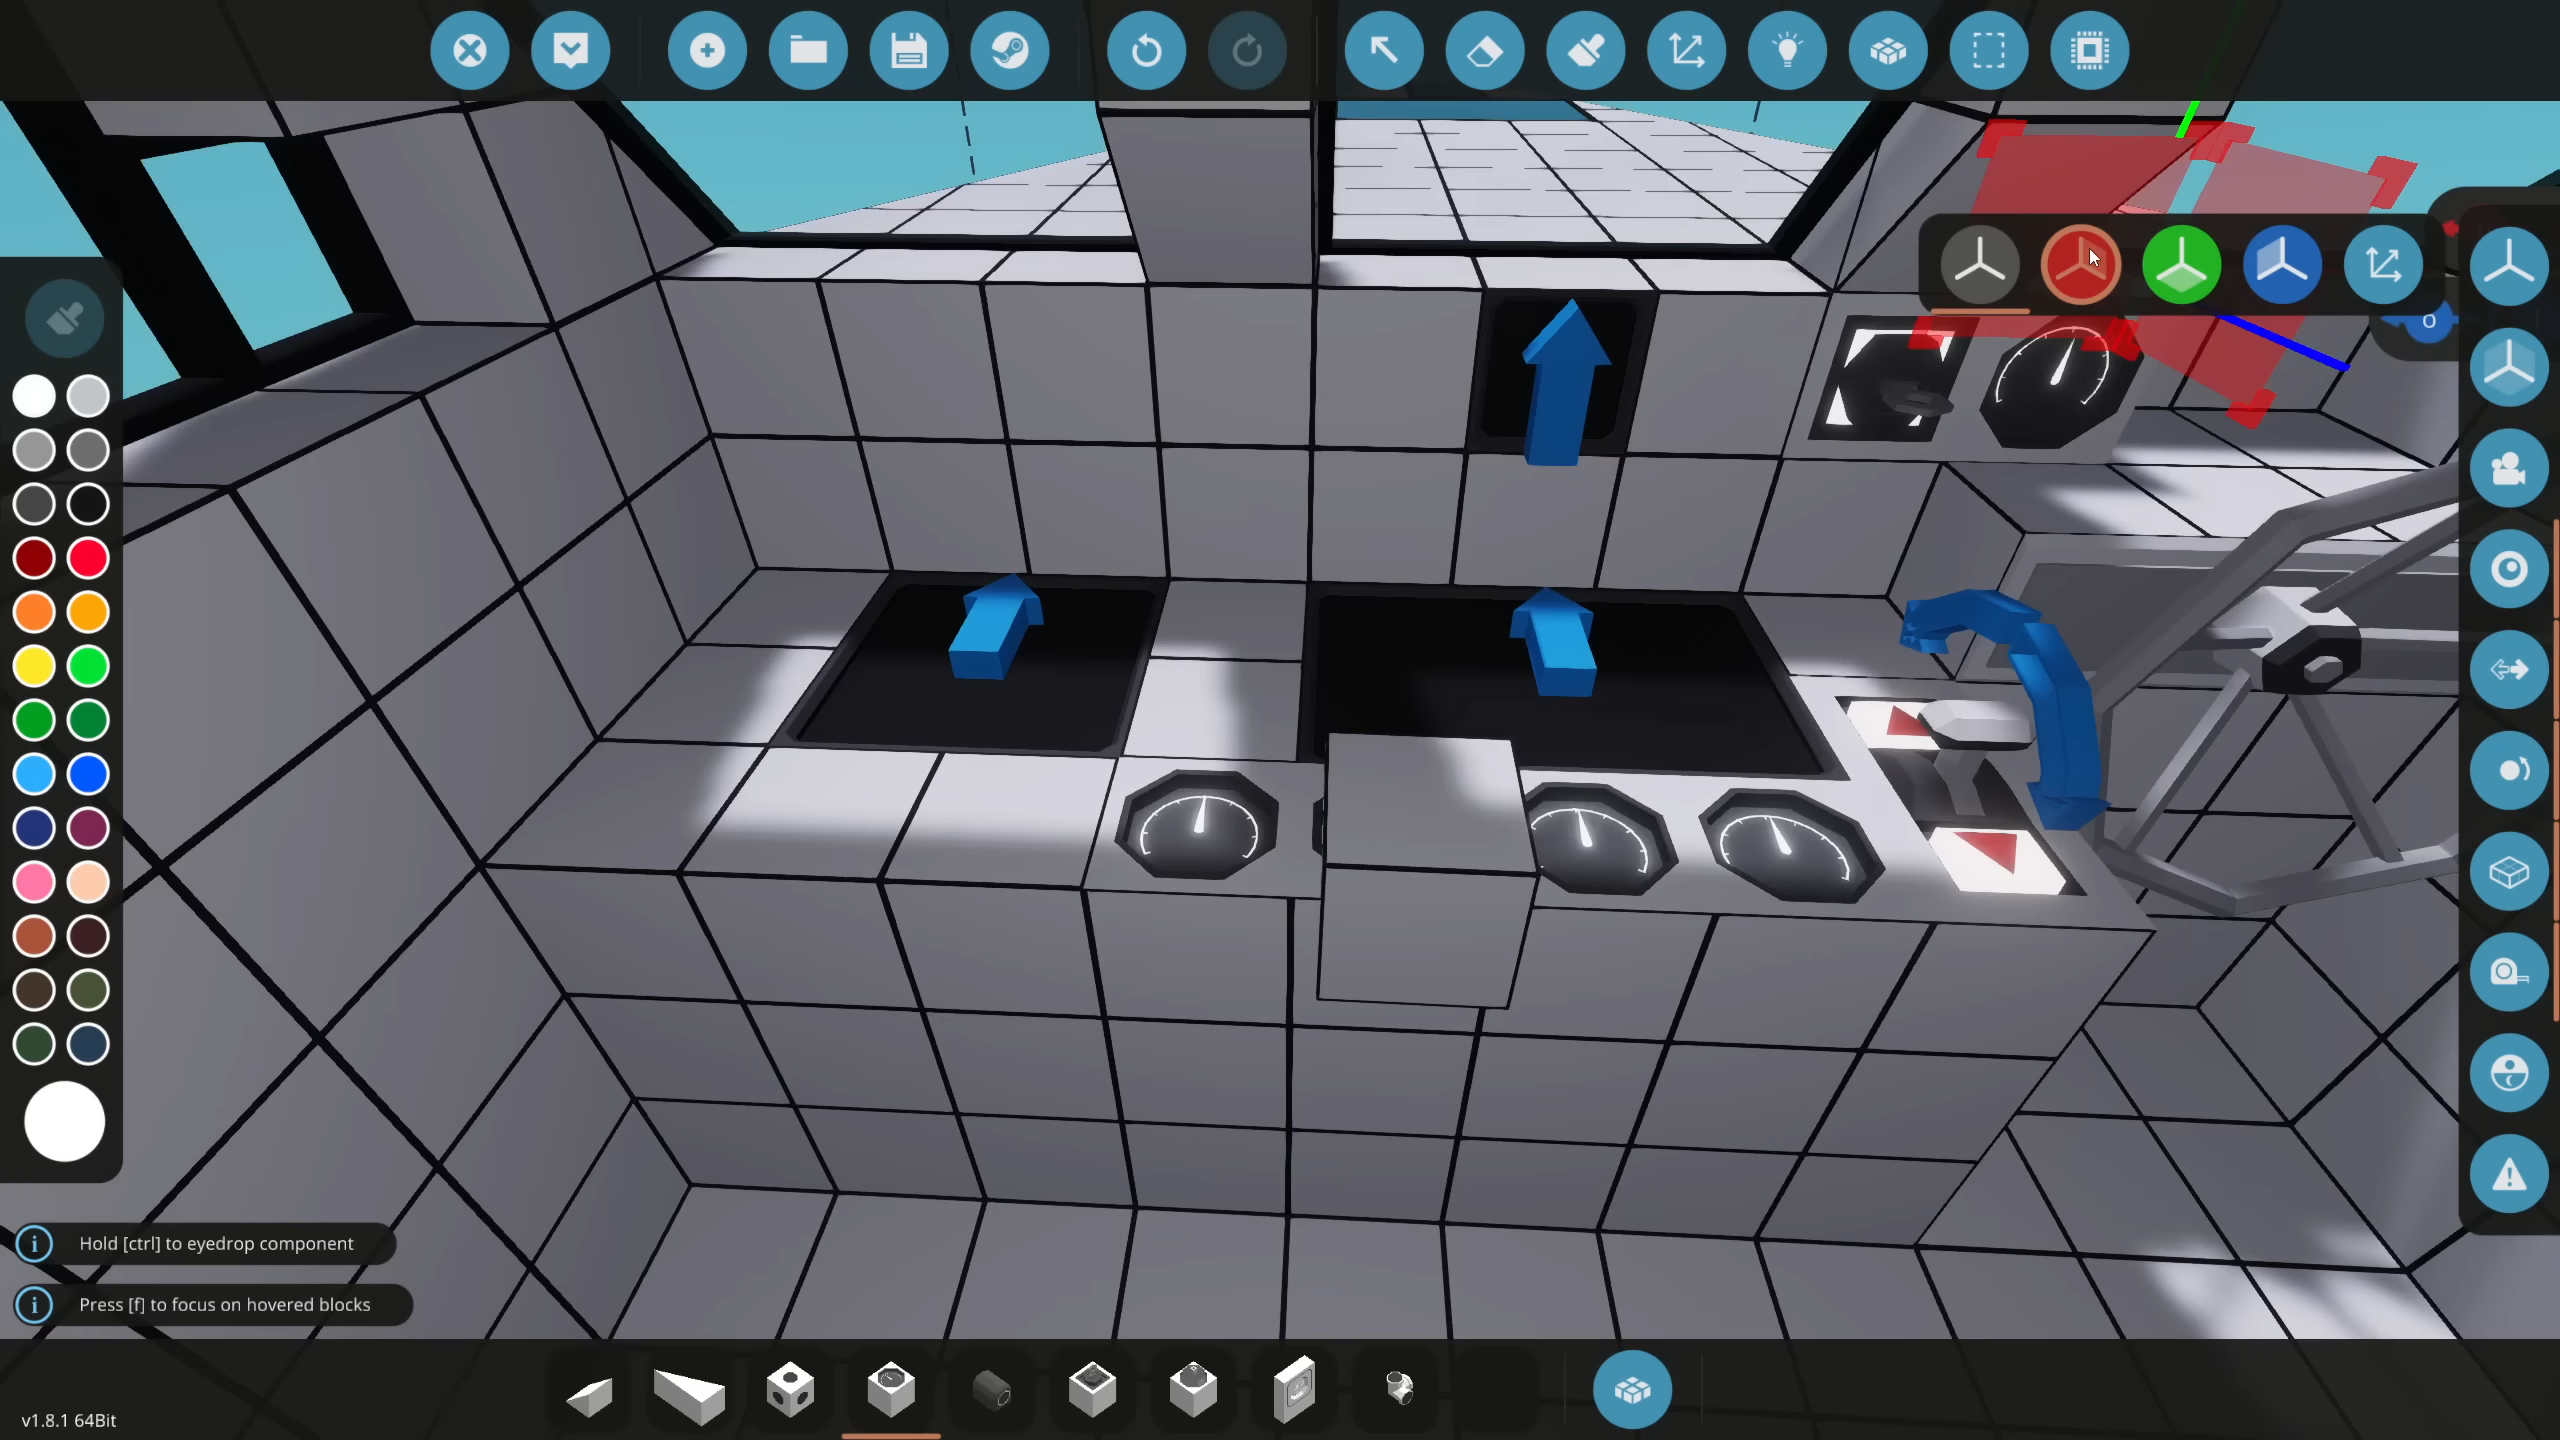 O
Hold [ctrl] to eyedrop component
Press [f] to focus on hovered blocks
v1.8.1 64Bit